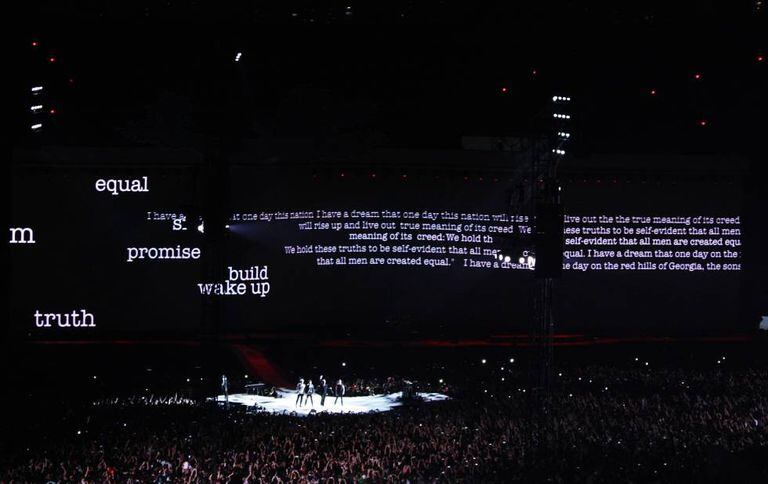 equal
I have a
at one day this nation I have a dream that one day this nation will rise
live out the the true meaning of its creed
m
will rise up and live out true meaning of its creed We
ese truths to be self-evident that all men
meaning of its creed: We hold th
self-evident that all men are created equ
promise
We hold these truths to be self-evident that all me
qual. I have a dream that one day on the
that all men are created equal." I have a dream
e day on the red hills of Georgia, the sons
build
wake up
truth